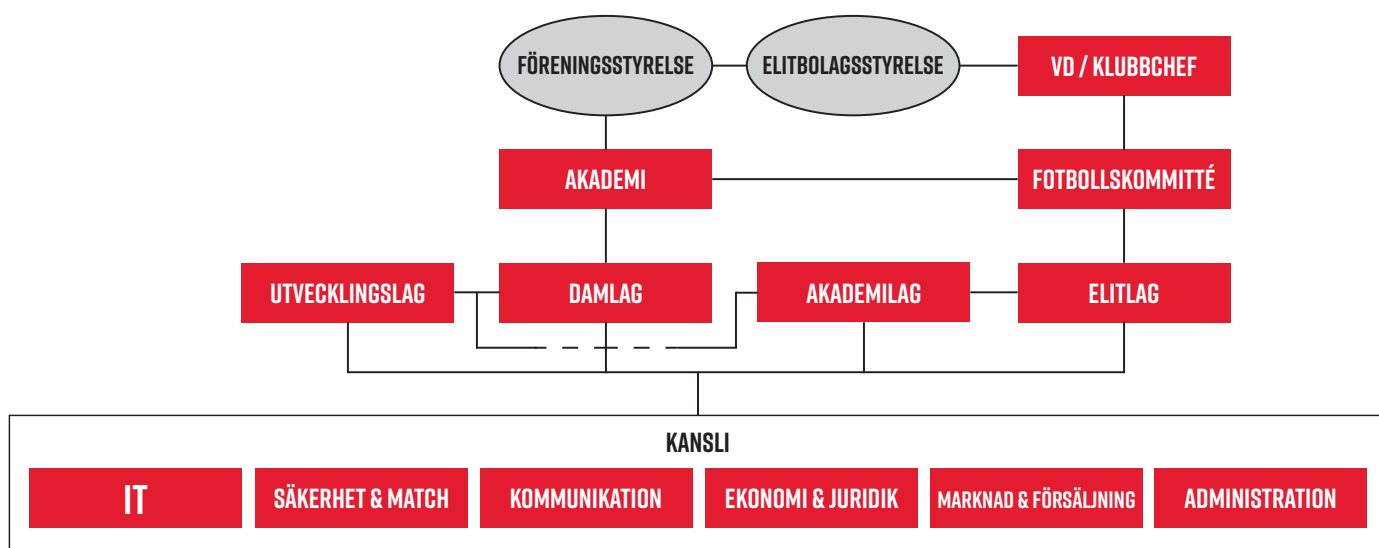 FÖRENINGSSTYRELSE
ELITBOLAGSSTYRELSE
VD / KLUBBCHEF
AKADEMI
FOTBOLLSKOMMITTÉ
UTVECKLINGSLAG
DAMLAG
AKADEMILAG
ELITLAG
KANSLI
IT
SÄKERHET & MATCH
KOMMUNIKATION
EKONOMI & JURIDIK
MARKNAD & FÖRSÄLJNING
ADMINISTRATION